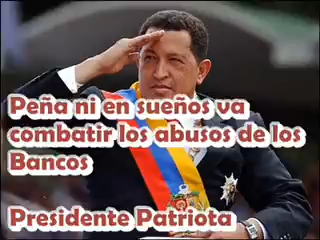 Peña ni en sueños va
combatir los abusos de los
Bancos
Presidente Patriota